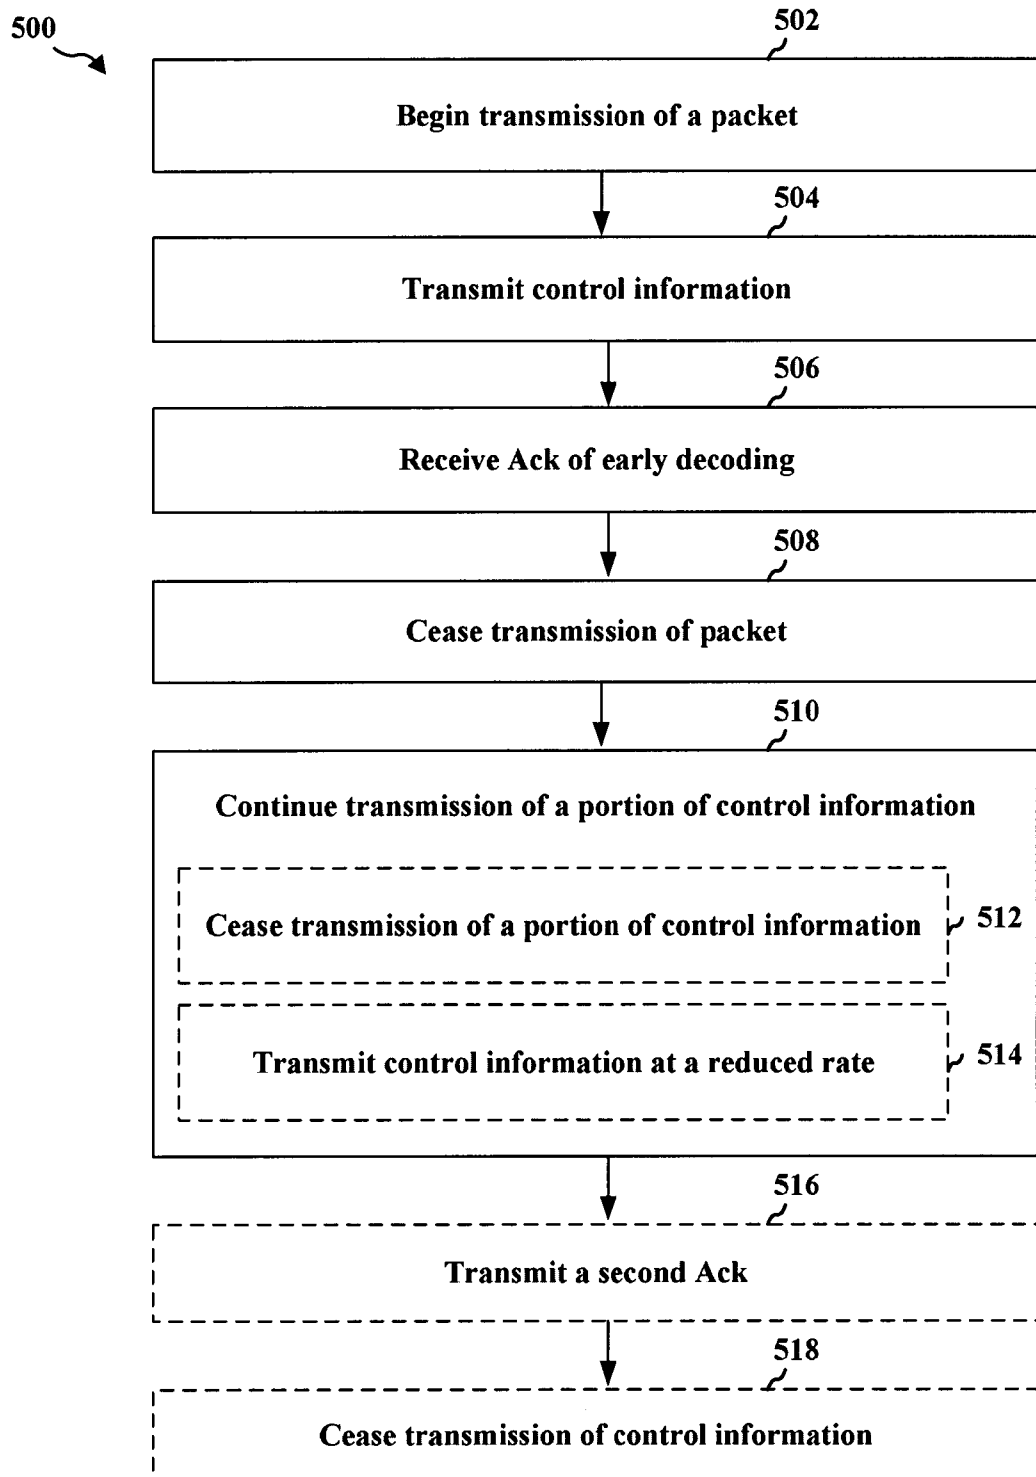 500
502
Begin transmission of a packet
504
Transmit control information
506
Receive Ack of early decoding
508
Cease transmission of packet
510
Continue transmission of a portion of control information
Cease transmission of a portion of control information
512
Transmit control information at a reduced rate
514
516
Transmit a second Ack
518
Cease transmission of control information